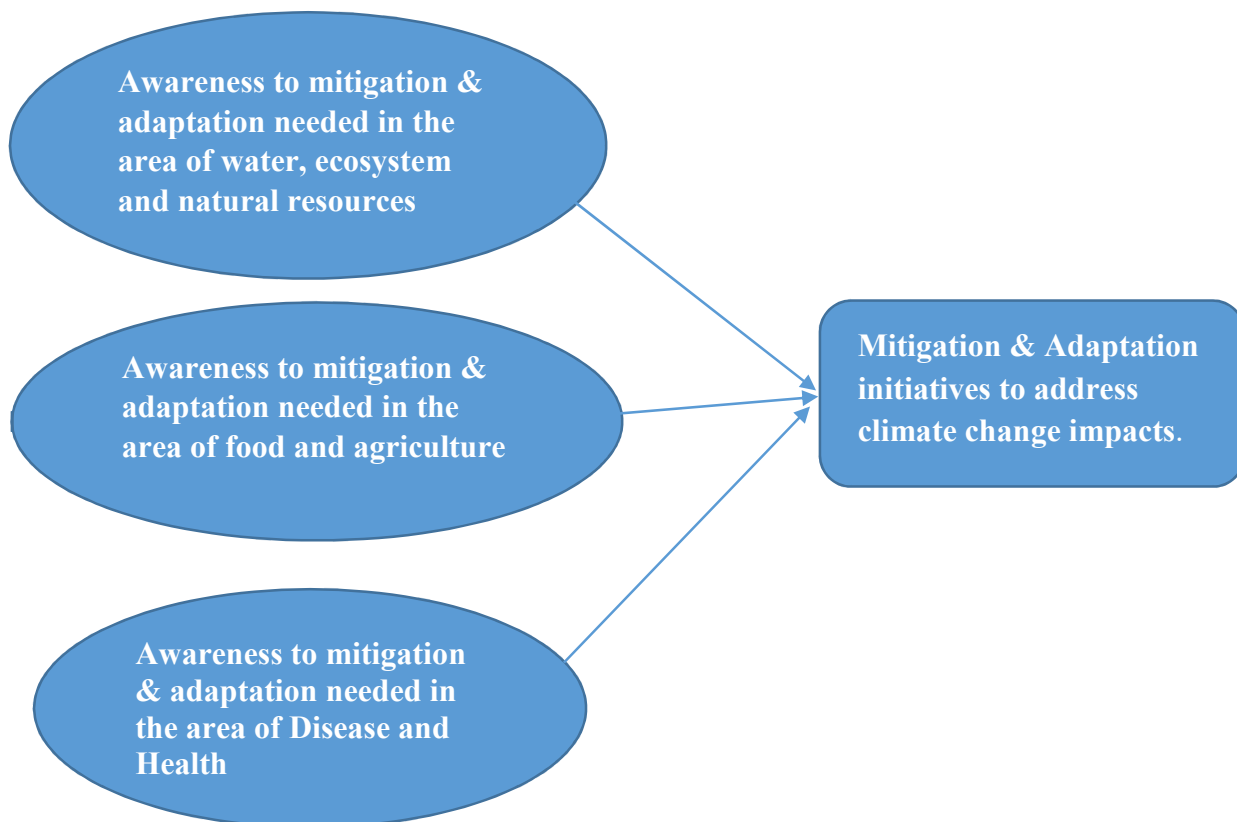 Awareness to mitigation &
adaptation needed in the
area of water, ecosystem
and natural resources
Awareness to mitigation &
adaptation needed in the
area of food and agriculture
Mitigation & Adaptation
initiatives to address
climate change impacts.
Awareness to mitigation
& adaptation needed in
the area of Disease and
Health